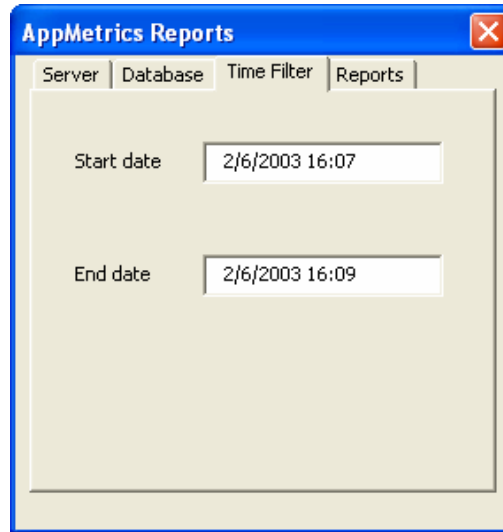 AppMetrics Reports
Server Database Time Filter Reports
Start date 2/6/2003 16:07
End date 2/6/2003 16:09